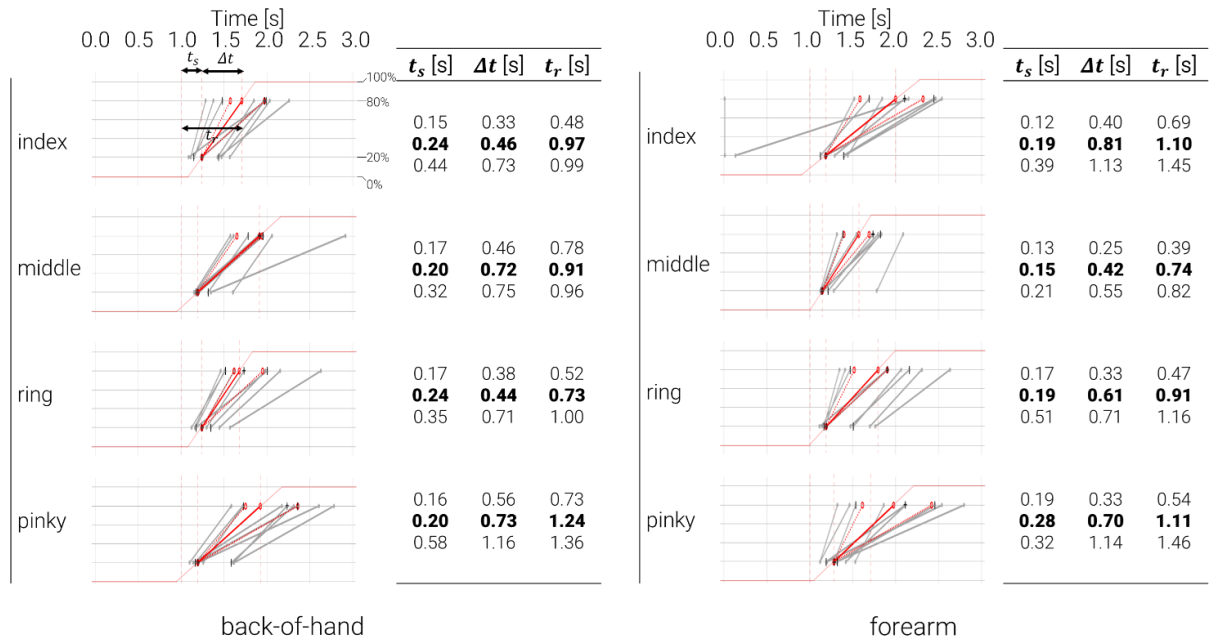 Time [s]
0.0 0.5 1.0 1.5 2.0 2.5 3.0
t_s Δt
t_s [s] Δt [s] t_r [s]
100%
80%
t_r
index
20%
0%
0.15 0.33 0.48
0.24 0.46 0.97
0.44 0.73 0.99
middle
0.17 0.46 0.78
0.20 0.72 0.91
0.32 0.75 0.96
ring
0.17 0.38 0.52
0.24 0.44 0.73
0.35 0.71 1.00
pinky
0.16 0.56 0.73
0.20 0.73 1.24
0.58 1.16 1.36
back-of-hand
Time [s]
0.0 0.5 1.0 1.5 2.0 2.5 3.0
t_s [s] Δt [s] t_r [s]
index
0.12 0.40 0.69
0.19 0.81 1.10
0.39 1.13 1.45
middle
0.13 0.25 0.39
0.15 0.42 0.74
0.21 0.55 0.82
ring
0.17 0.33 0.47
0.19 0.61 0.91
0.51 0.71 1.16
pinky
0.19 0.33 0.54
0.28 0.70 1.11
0.32 1.14 1.46
forearm